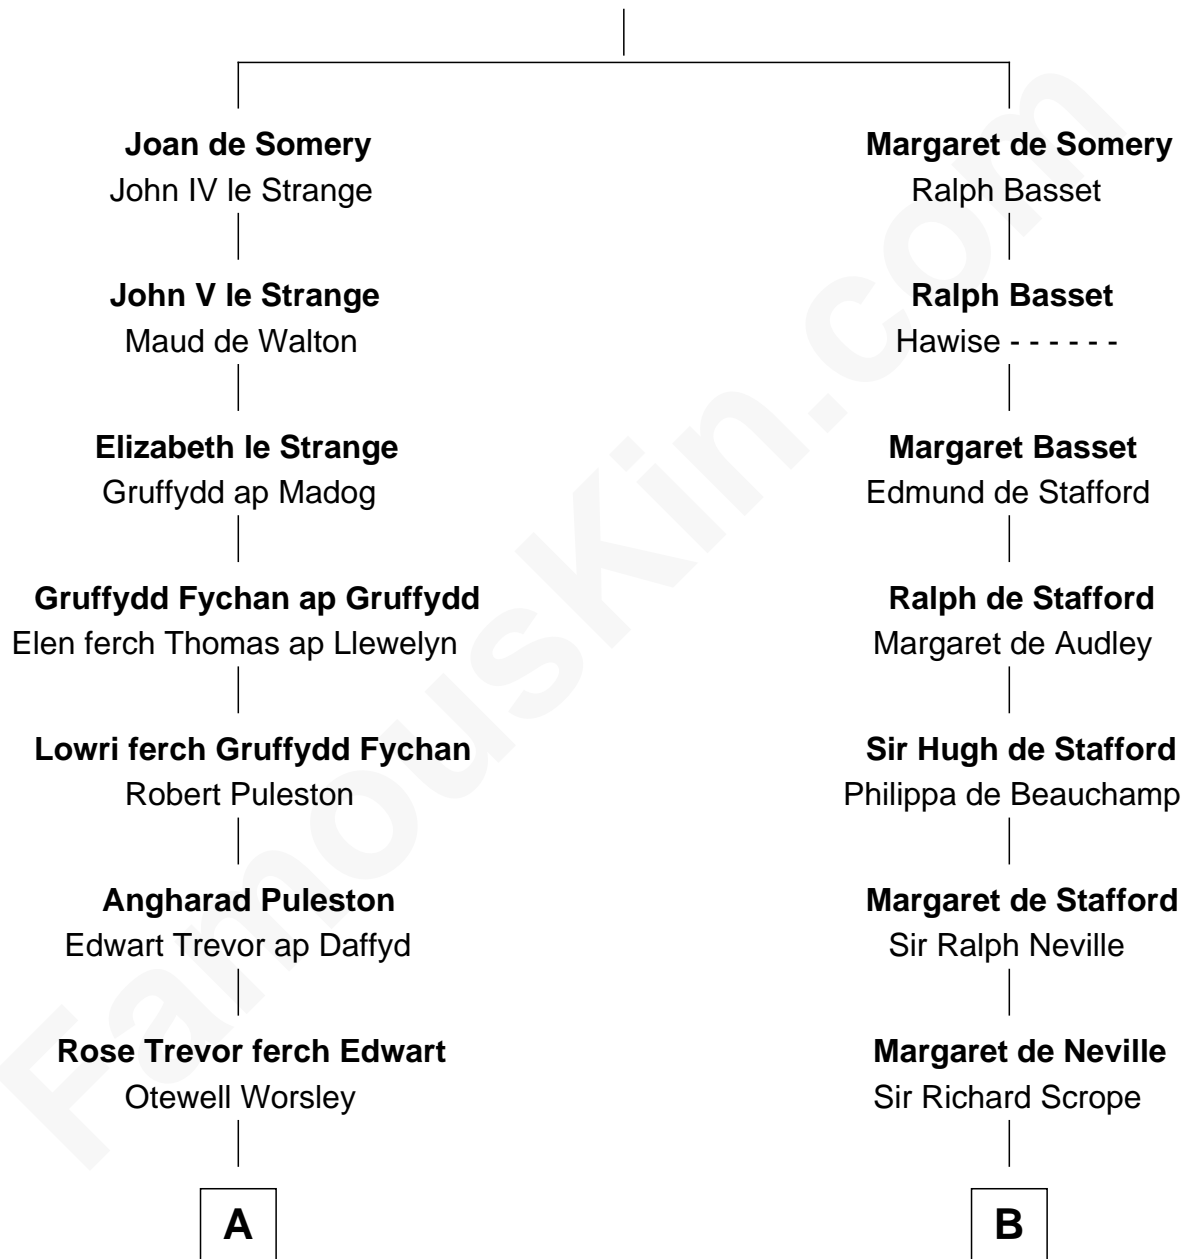 Joan de Somery
John IV le Strange
John V le Strange
Maud de Walton
Elizabeth le Strange
Gruffydd ap Madog
Gruffydd Fychan ap Gruffydd
Elen ferch Thomas ap Llewelyn
Lowri ferch Gruffydd Fychan
Robert Puleston
Angharad Puleston
Edwart Trevor ap Daffyd
Rose Trevor ferch Edwart
Otewell Worsley
A
Margaret de Somery
Ralph Basset
Ralph Basset
Hawise - - - - - -
Margaret Basset
Edmund de Stafford
Ralph de Stafford
Margaret de Audley
Sir Hugh de Stafford
Philippa de Beauchamp
Margaret de Stafford
Sir Ralph Neville
Margaret de Neville
Sir Richard Scrope
B
FamousKin.com